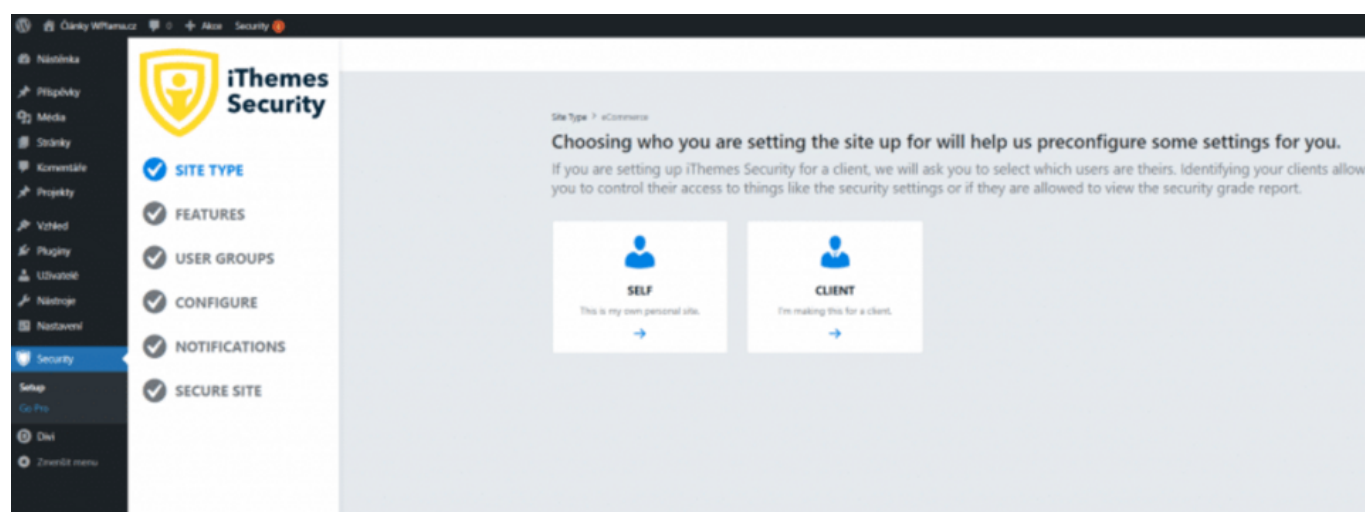 Články WPlama.cz 0 + Akce Security
Nástěnka
Příspěvky
Média
Stránky
Komentáře
Projekty
Vzhled
Pluginy
Uživatelé
Nástroje
Nastavení
Security
Setup
Go Pro
Divi
Zmenšit menu
iThemes
Security
SITE TYPE
FEATURES
USER GROUPS
CONFIGURE
NOTIFICATIONS
SECURE SITE
Site Type > eCommerce
Choosing who you are setting the site up for will help us preconfigure some settings for you.
If you are setting up iThemes Security for a client, we will ask you to select which users are theirs. Identifying your clients allow
you to control their access to things like the security settings or if they are allowed to view the security grade report.
SELF
This is my own personal site.
→
CLIENT
I'm making this for a client.
→